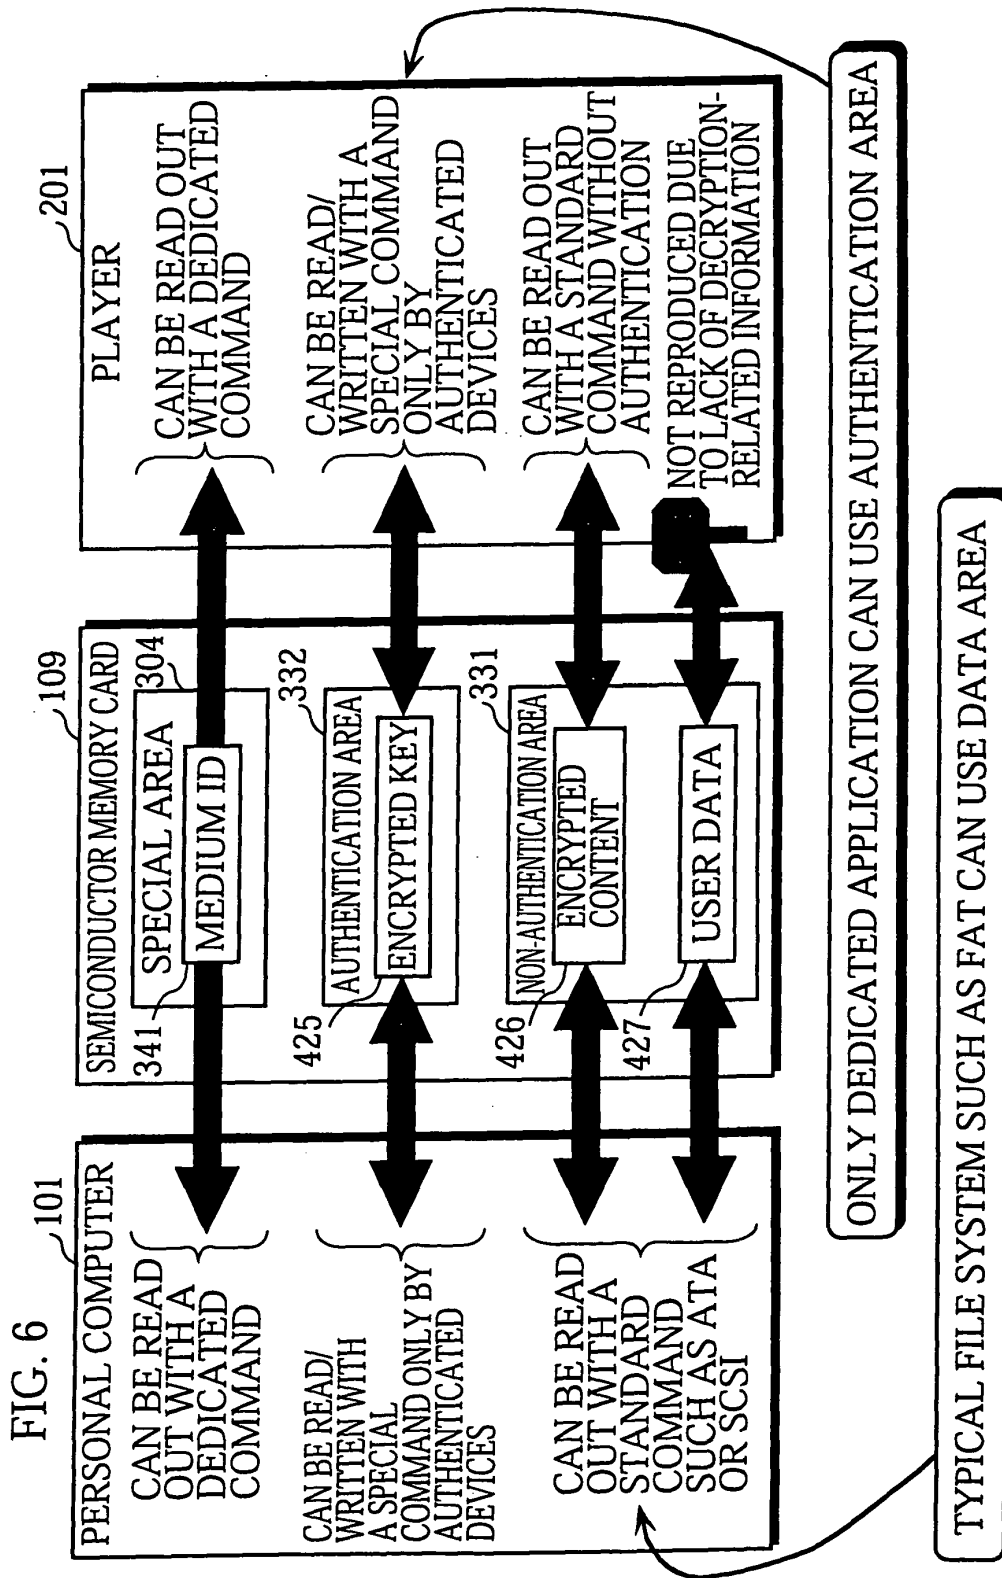 FIG. 6
PERSONAL COMPUTER
101
CAN BE READ
OUT WITH A
DEDICATED
COMMAND
CAN BE READ/
WRITTEN WITH
A SPECIAL
COMMAND ONLY BY
AUTHENTICATED
DEVICES
CAN BE READ
OUT WITH A
STANDARD
COMMAND
SUCH AS ATA
OR SCSI
SEMICONDUCTOR MEMORY CARD
109
SPECIAL AREA
304
MEDIUM ID
341
AUTHENTICATION AREA
332
ENCRYPTED KEY
425
NON-AUTHENTICATION AREA
331
ENCRYPTED
CONTENT
426
USER DATA
427
PLAYER
201
CAN BE READ OUT
WITH A DEDICATED
COMMAND
CAN BE READ/
WRITTEN WITH A
SPECIAL COMMAND
ONLY BY
AUTHENTICATED
DEVICES
CAN BE READ OUT
WITH A STANDARD
COMMAND WITHOUT
AUTHENTICATION
NOT REPRODUCED DUE
TO LACK OF DECRYPTION-
RELATED INFORMATION
ONLY DEDICATED APPLICATION CAN USE AUTHENTICATION AREA
TYPICAL FILE SYSTEM SUCH AS FAT CAN USE DATA AREA